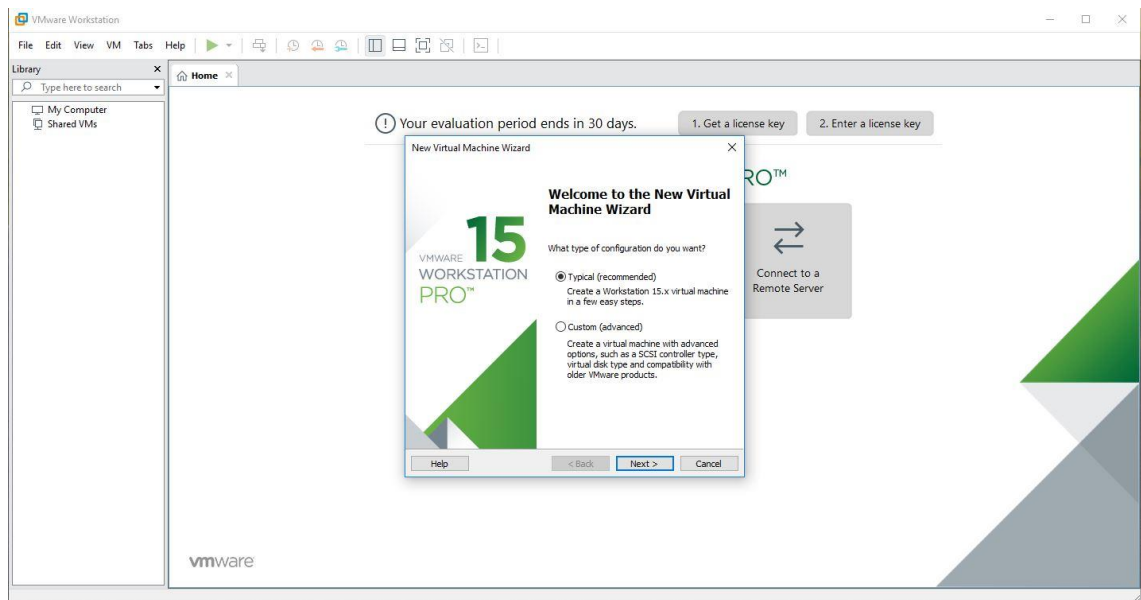 VMware Workstation
File Edit View VM Tabs Help
Library
Home
Type here to search
My Computer
Shared VMs
Your evaluation period ends in 30 days.
1. Get a license key
2. Enter a license key
New Virtual Machine Wizard
Welcome to the New Virtual
Machine Wizard
What type of configuration do you want?
Typical (recommended)
Create a Workstation 15.x virtual machine
in a few easy steps.
Custom (advanced)
Create a virtual machine with advanced
options, such as a SCSI controller type,
virtual disk type and compatibility with
older VMware products.
15
VMWARE
WORKSTATION
PRO™
Help
< Back
Next >
Cancel
RO™
Connect to a
Remote Server
vmware